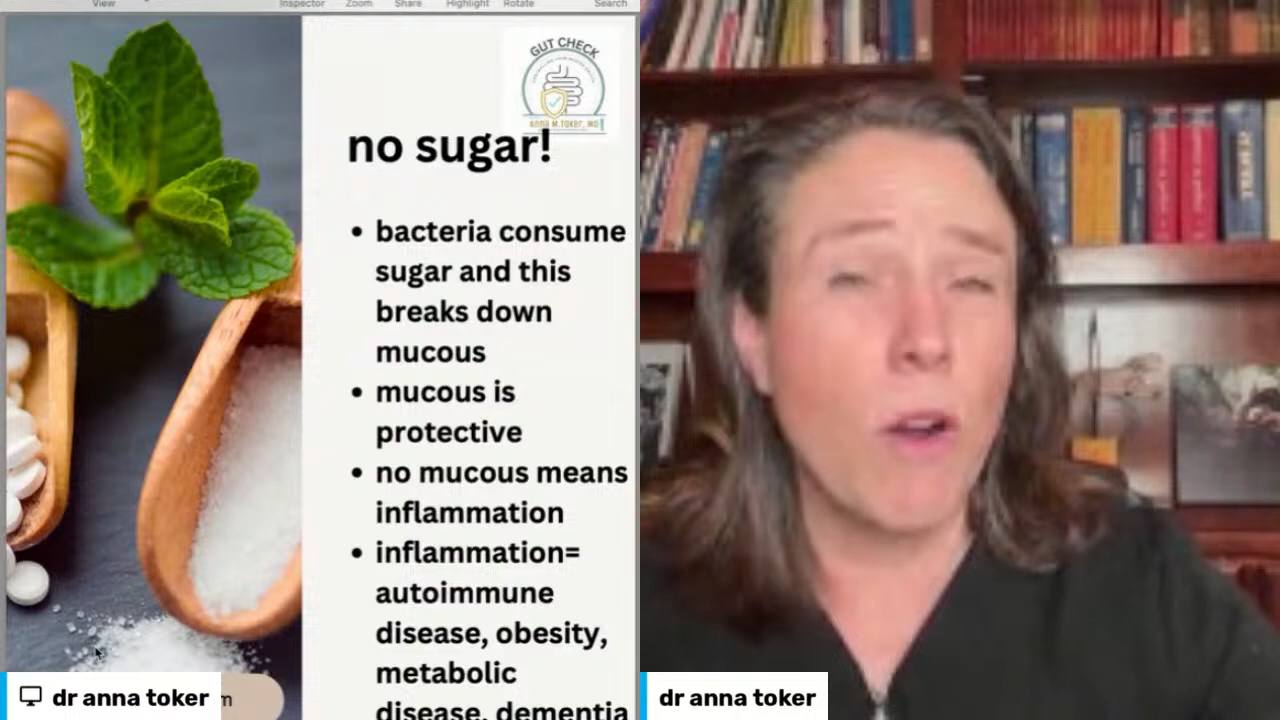 View
Inspector
Zoom
Share
Highlight
Rotate
Search
GUT CHECK
ANNA M TOKER, MD
no sugar!
• bacteria consume
sugar and this
breaks down
mucous
• mucous is
protective
• no mucous means
inflammation
• inflammation=
autoimmune
disease, obesity,
metabolic
disease, dementia
dr anna toker
dr anna toker